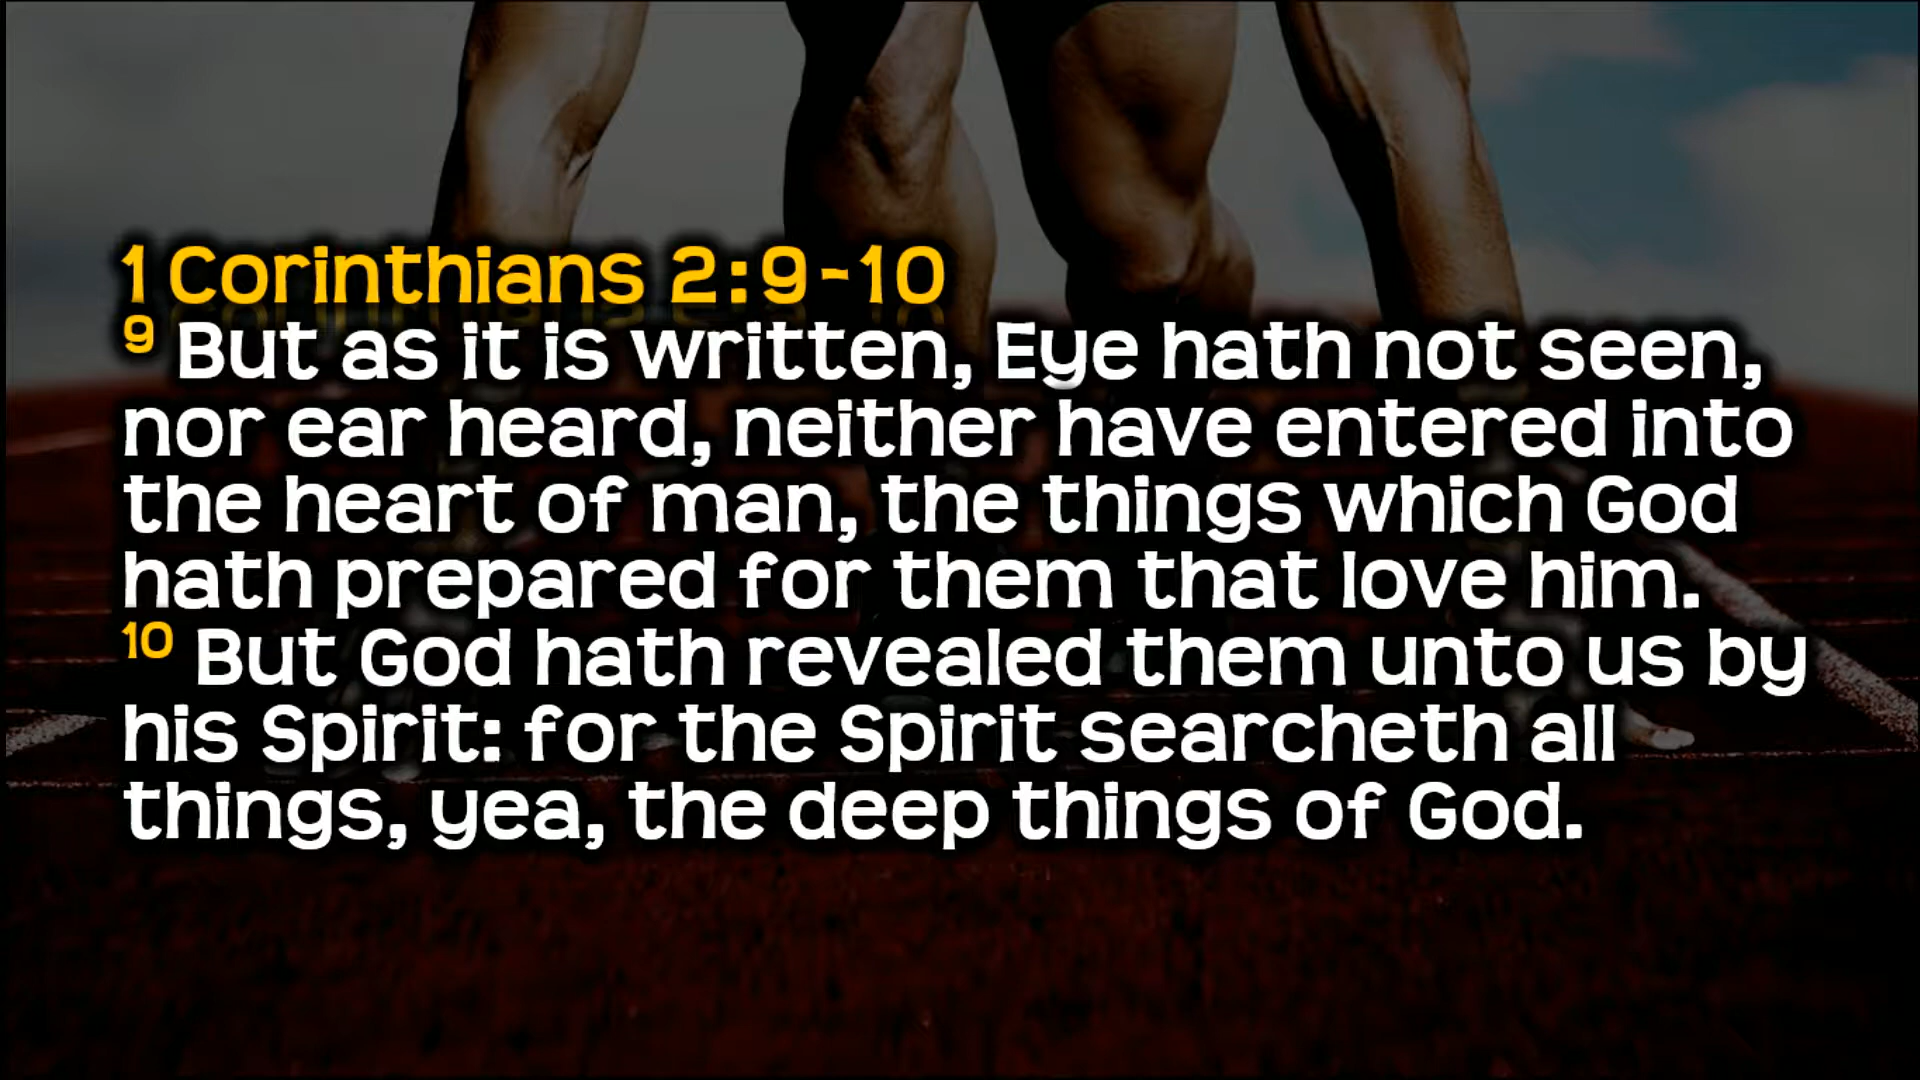 1 Corinthians 2:9-10
9 But as it is written, Eye hath not seen,
nor ear heard, neither have entered into
the heart of man, the things which God
hath prepared for them that love him.
10 But God hath revealed them unto us by
his Spirit: for the Spirit searcheth all
things, yea, the deep things of God.